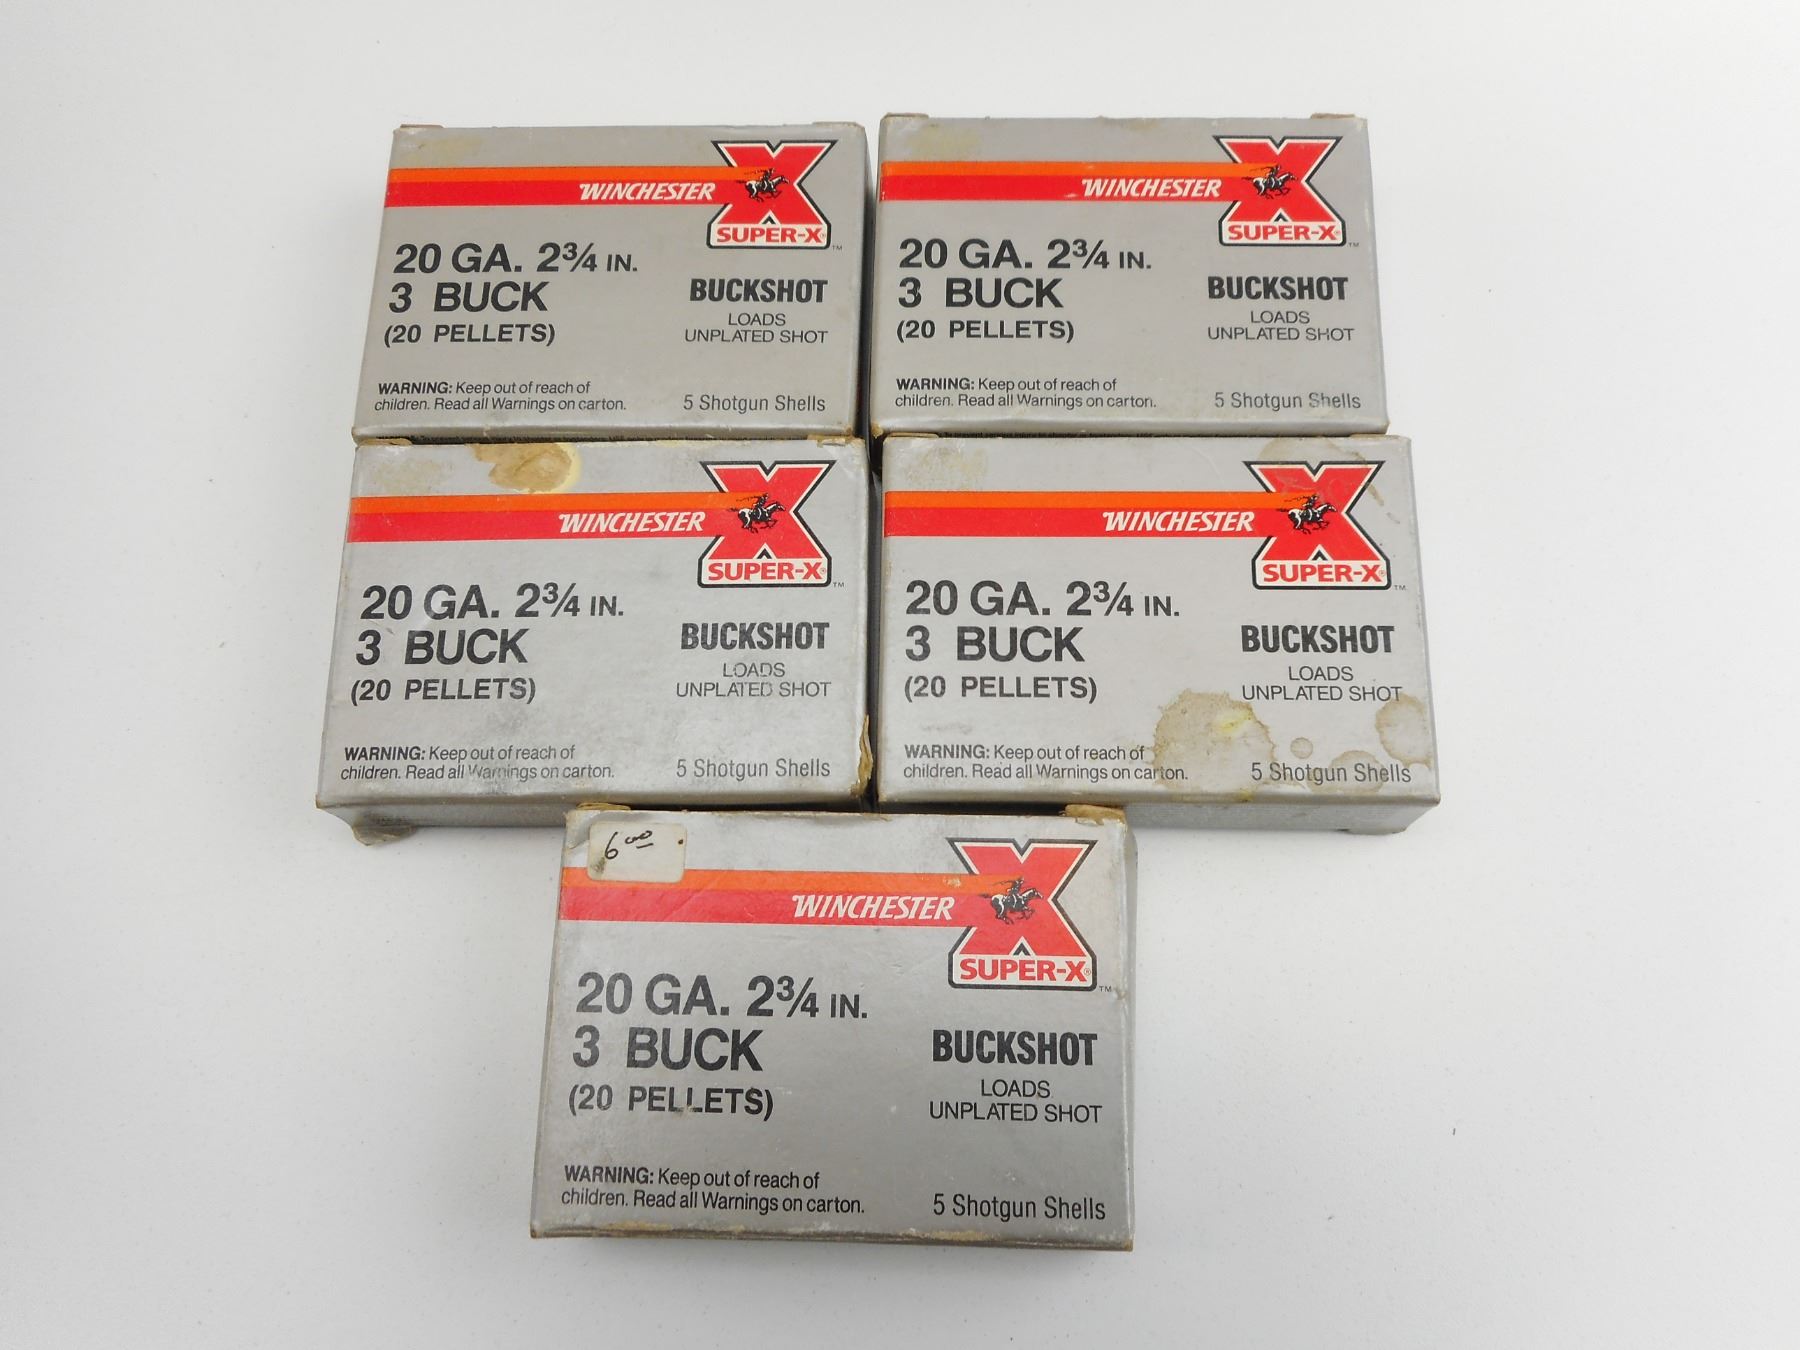 WINCHESTER
X
SUPER-X® ™
20 GA. 2¾ IN.
3 BUCK
(20 PELLETS)
BUCKSHOT
LOADS
UNPLATED SHOT
WARNING: Keep out of reach of
children. Read all Warnings on carton.
5 Shotgun Shells
WINCHESTER
X
SUPER-X® ™
20 GA. 2¾ IN.
3 BUCK
(20 PELLETS)
BUCKSHOT
LOADS
UNPLATED SHOT
WARNING: Keep out of reach of
children. Read all Warnings on carton.
5 Shotgun Shells
WINCHESTER
X
SUPER-X® ™
20 GA. 2¾ IN.
3 BUCK
(20 PELLETS)
BUCKSHOT
LOADS
UNPLATED SHOT
WARNING: Keep out of reach of
children. Read all Warnings on carton.
5 Shotgun Shells
WINCHESTER
X
SUPER-X® ™
20 GA. 2¾ IN.
3 BUCK
(20 PELLETS)
BUCKSHOT
LOADS
UNPLATED SHOT
WARNING: Keep out of reach of
children. Read all Warnings on carton.
5 Shotgun Shells
6 00
WINCHESTER
X
SUPER-X® ™
20 GA. 2¾ IN.
3 BUCK
(20 PELLETS)
BUCKSHOT
LOADS
UNPLATED SHOT
WARNING: Keep out of reach of
children. Read all Warnings on carton.
5 Shotgun Shells